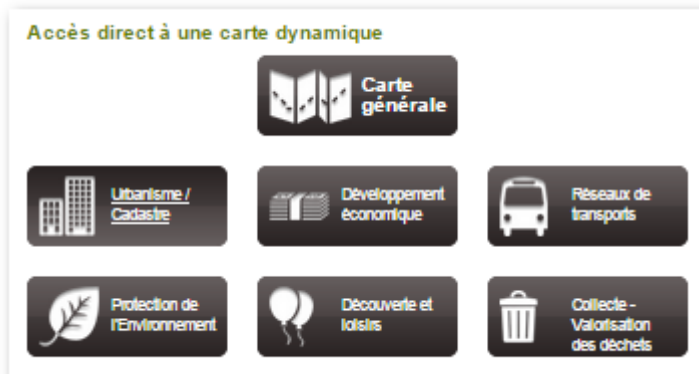 Accès direct à une carte dynamique
Carte
générale
Urbanisme /
Cadastre
Développement
économique
Réseaux de
transports
Protection de
l'Environnement
Découverte et
loisirs
Collecte -
Valorisation
des déchets